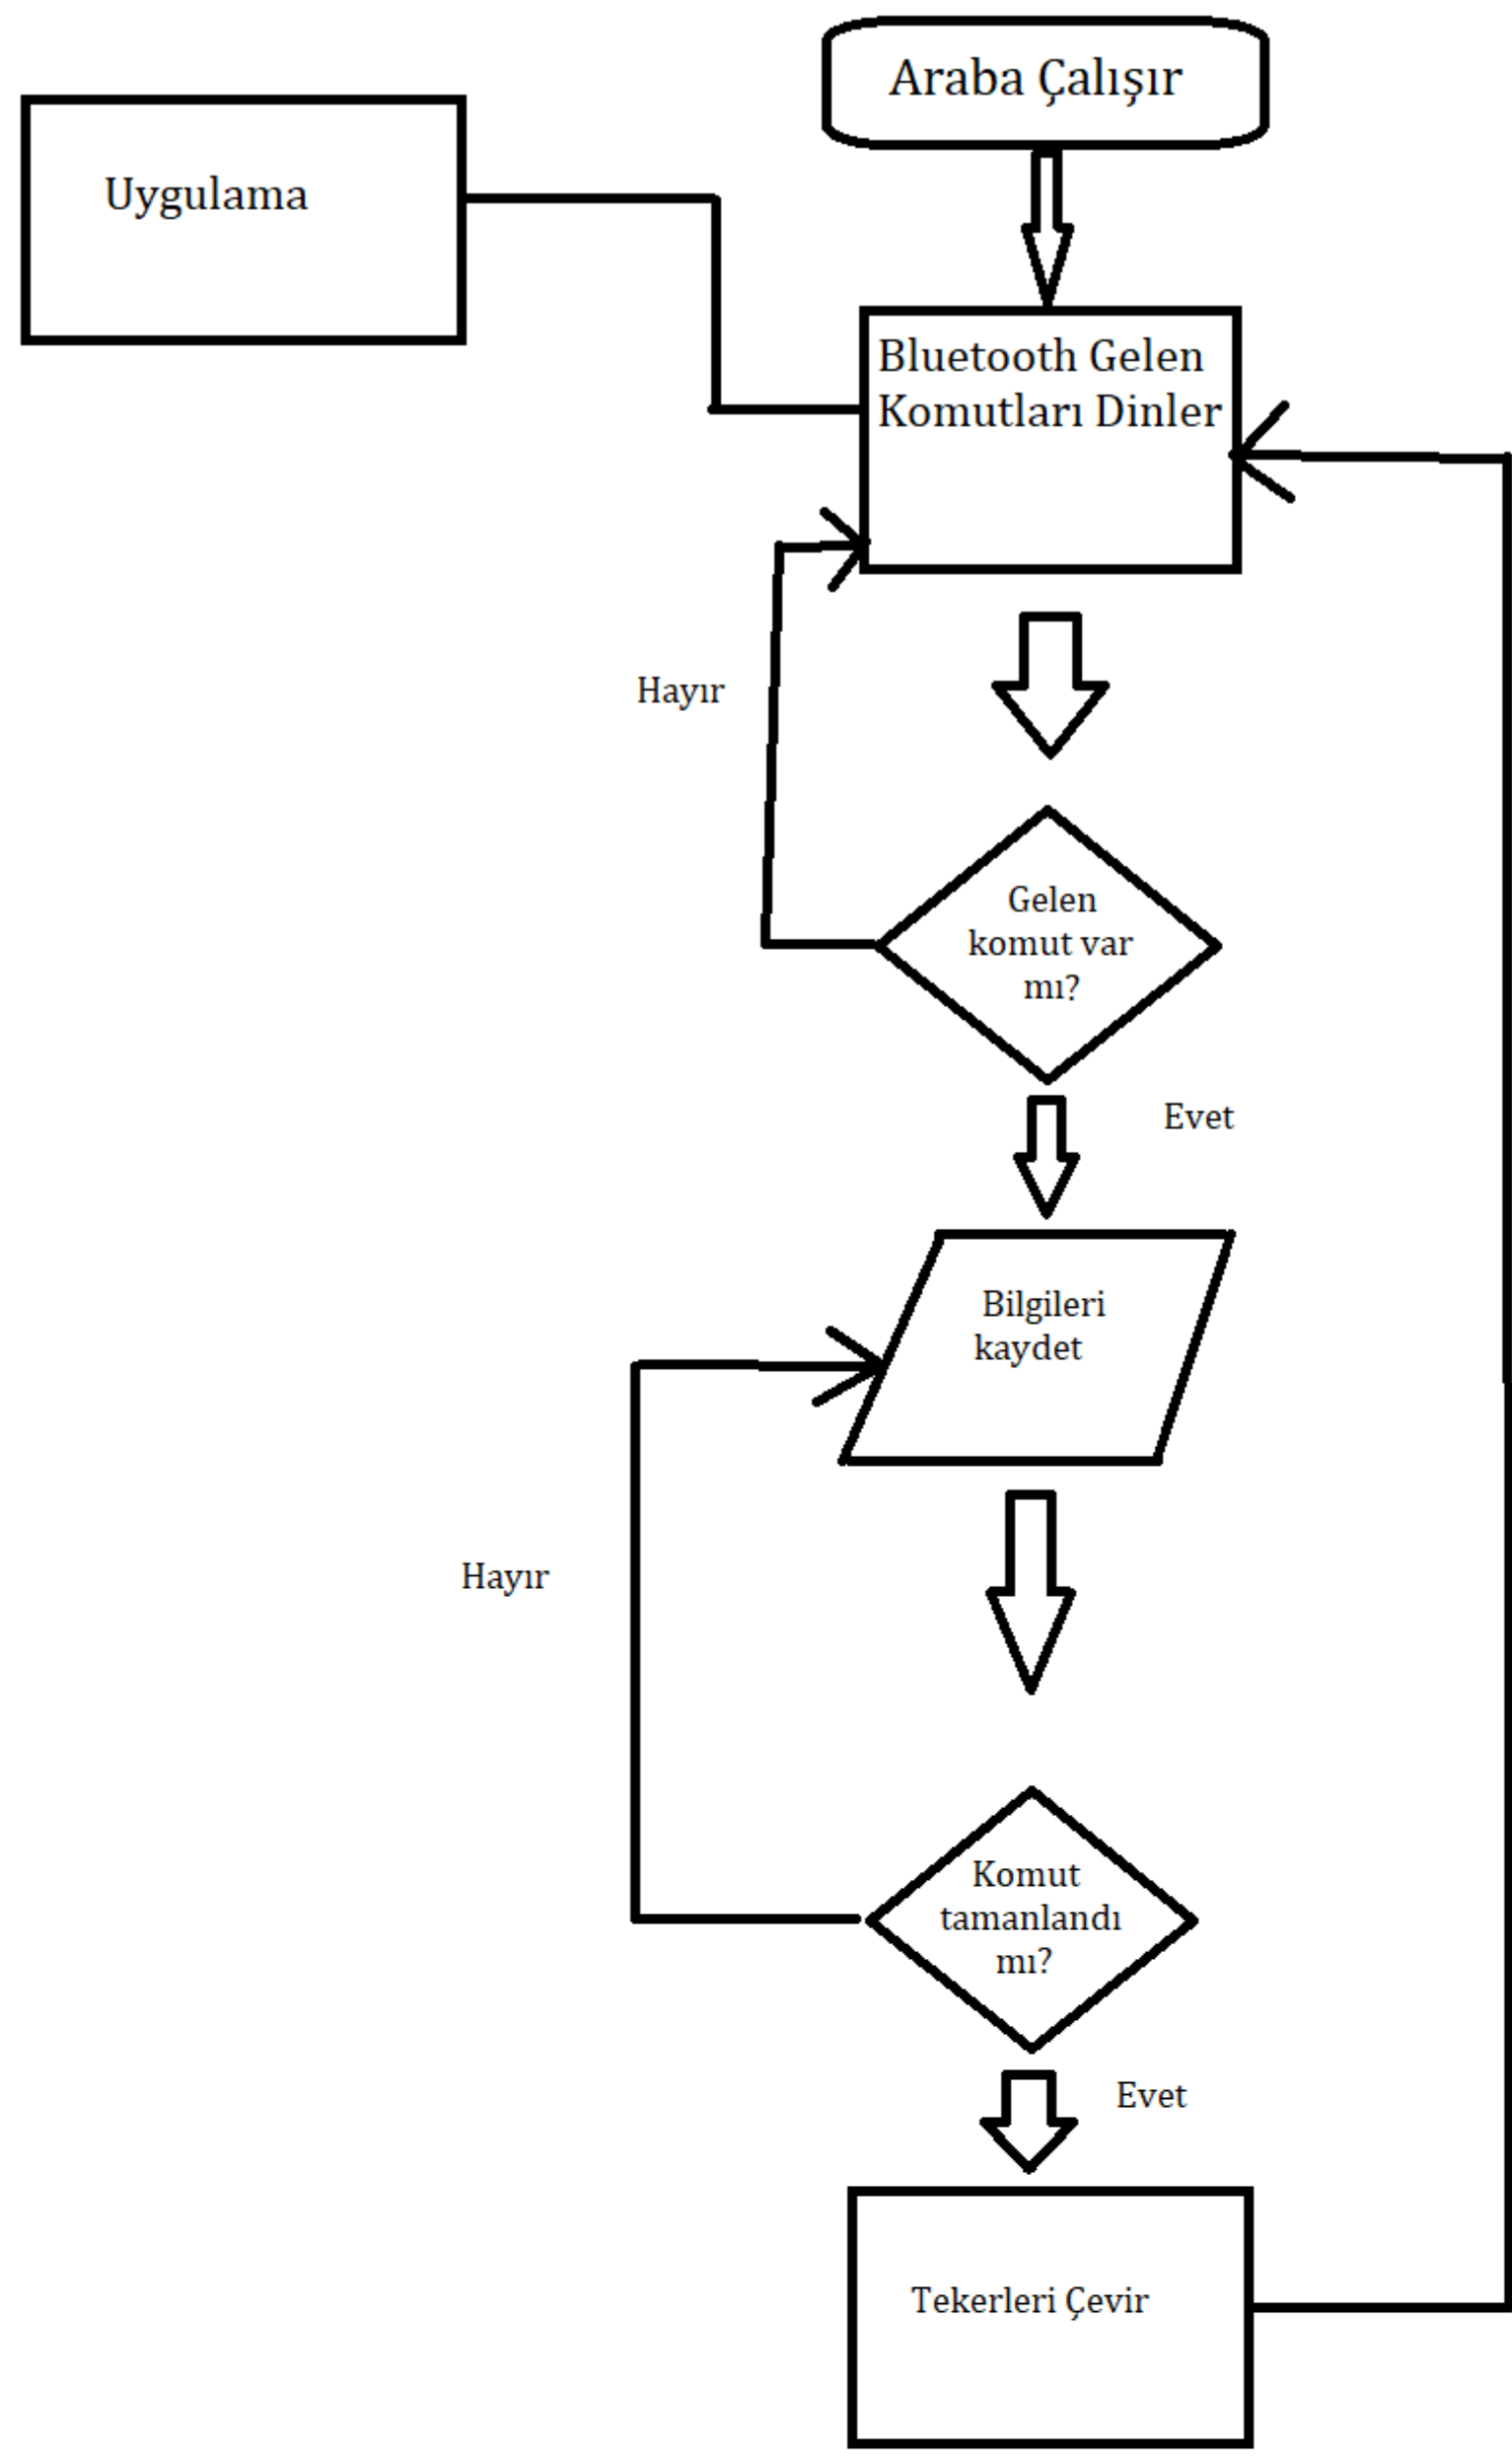 Araba Çalışır
Uygulama
Bluetooth Gelen
Komutları Dinler
Hayır
Gelen
komut var
mı?
Evet
Bilgileri
kaydet
Hayır
Komut
tamanlandı
mı?
Evet
Tekerleri Çevir